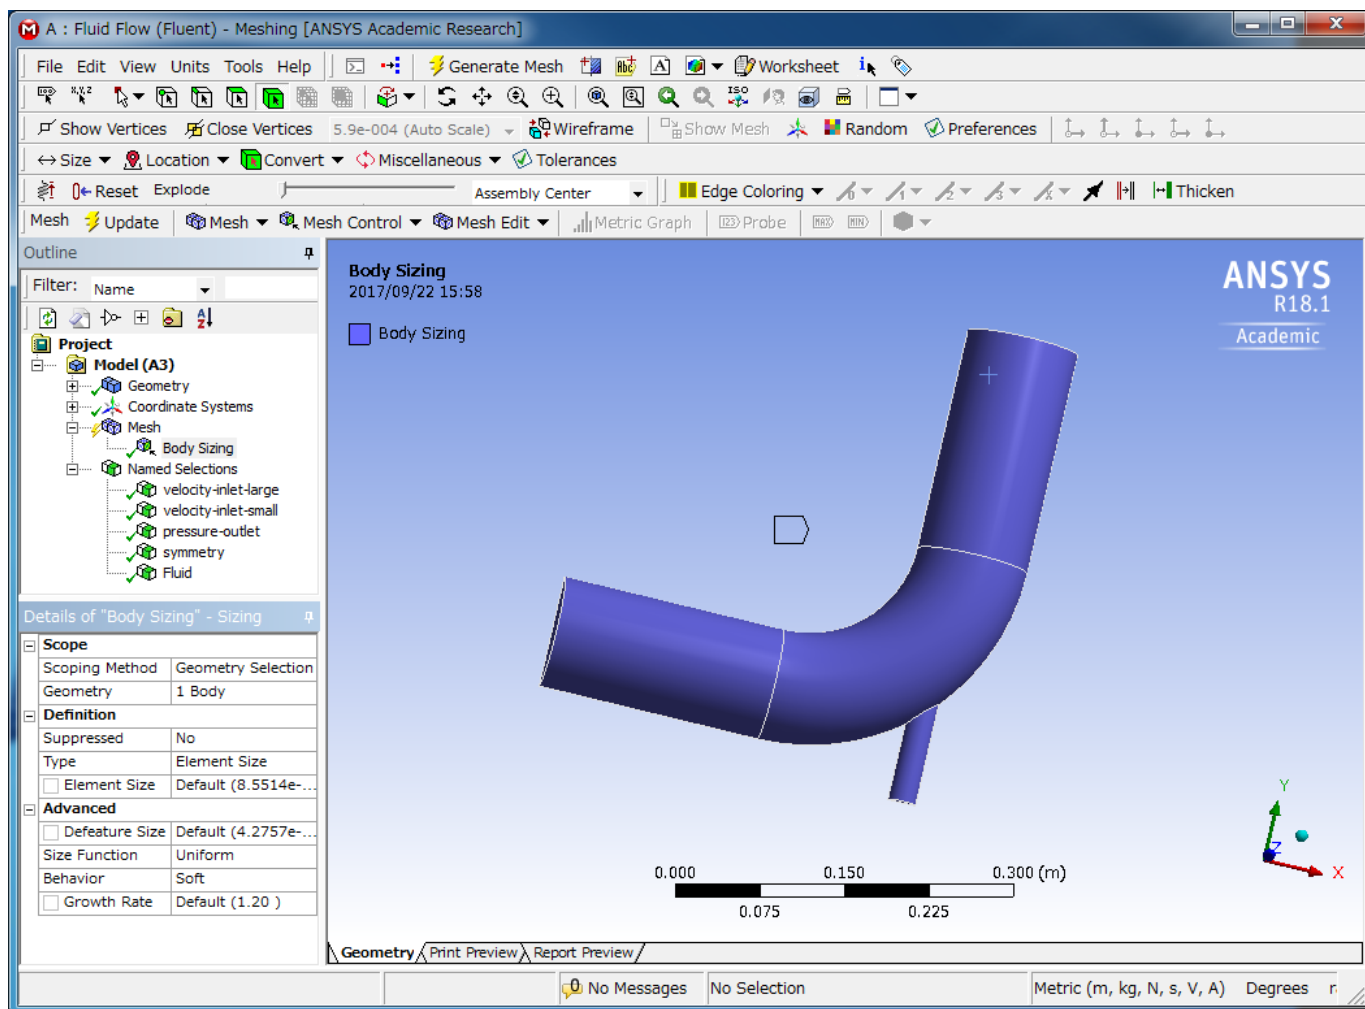 A : Fluid Flow (Fluent) - Meshing [ANSYS Academic Research]
File Edit View Units Tools Help Generate Mesh Worksheet
Show Vertices Close Vertices 5.9e-004 (Auto Scale) Wireframe Show Mesh Random Preferences
Size Location Convert Miscellaneous Tolerances
Reset Explode Assembly Center Edge Coloring Thicken
Mesh Update Mesh Mesh Control Mesh Edit Metric Graph Probe MAX MIN
Outline
Filter: Name
Project
Model (A3)
Geometry
Coordinate Systems
Mesh
Body Sizing
Named Selections
velocity-inlet-large
velocity-inlet-small
pressure-outlet
symmetry
Fluid
Details of "Body Sizing" - Sizing
Scope
Scoping Method Geometry Selection
Geometry 1 Body
Definition
Suppressed No
Type Element Size
Element Size Default (8.5514e-...
Advanced
Defeature Size Default (4.2757e-...
Size Function Uniform
Behavior Soft
Growth Rate Default (1.20 )
Body Sizing
2017/09/22 15:58
Body Sizing
ANSYS
R18.1
Academic
Y
Z
X
0.000 0.150 0.300 (m)
0.075 0.225
Geometry Print Preview Report Preview
0 No Messages No Selection Metric (m, kg, N, s, V, A) Degrees